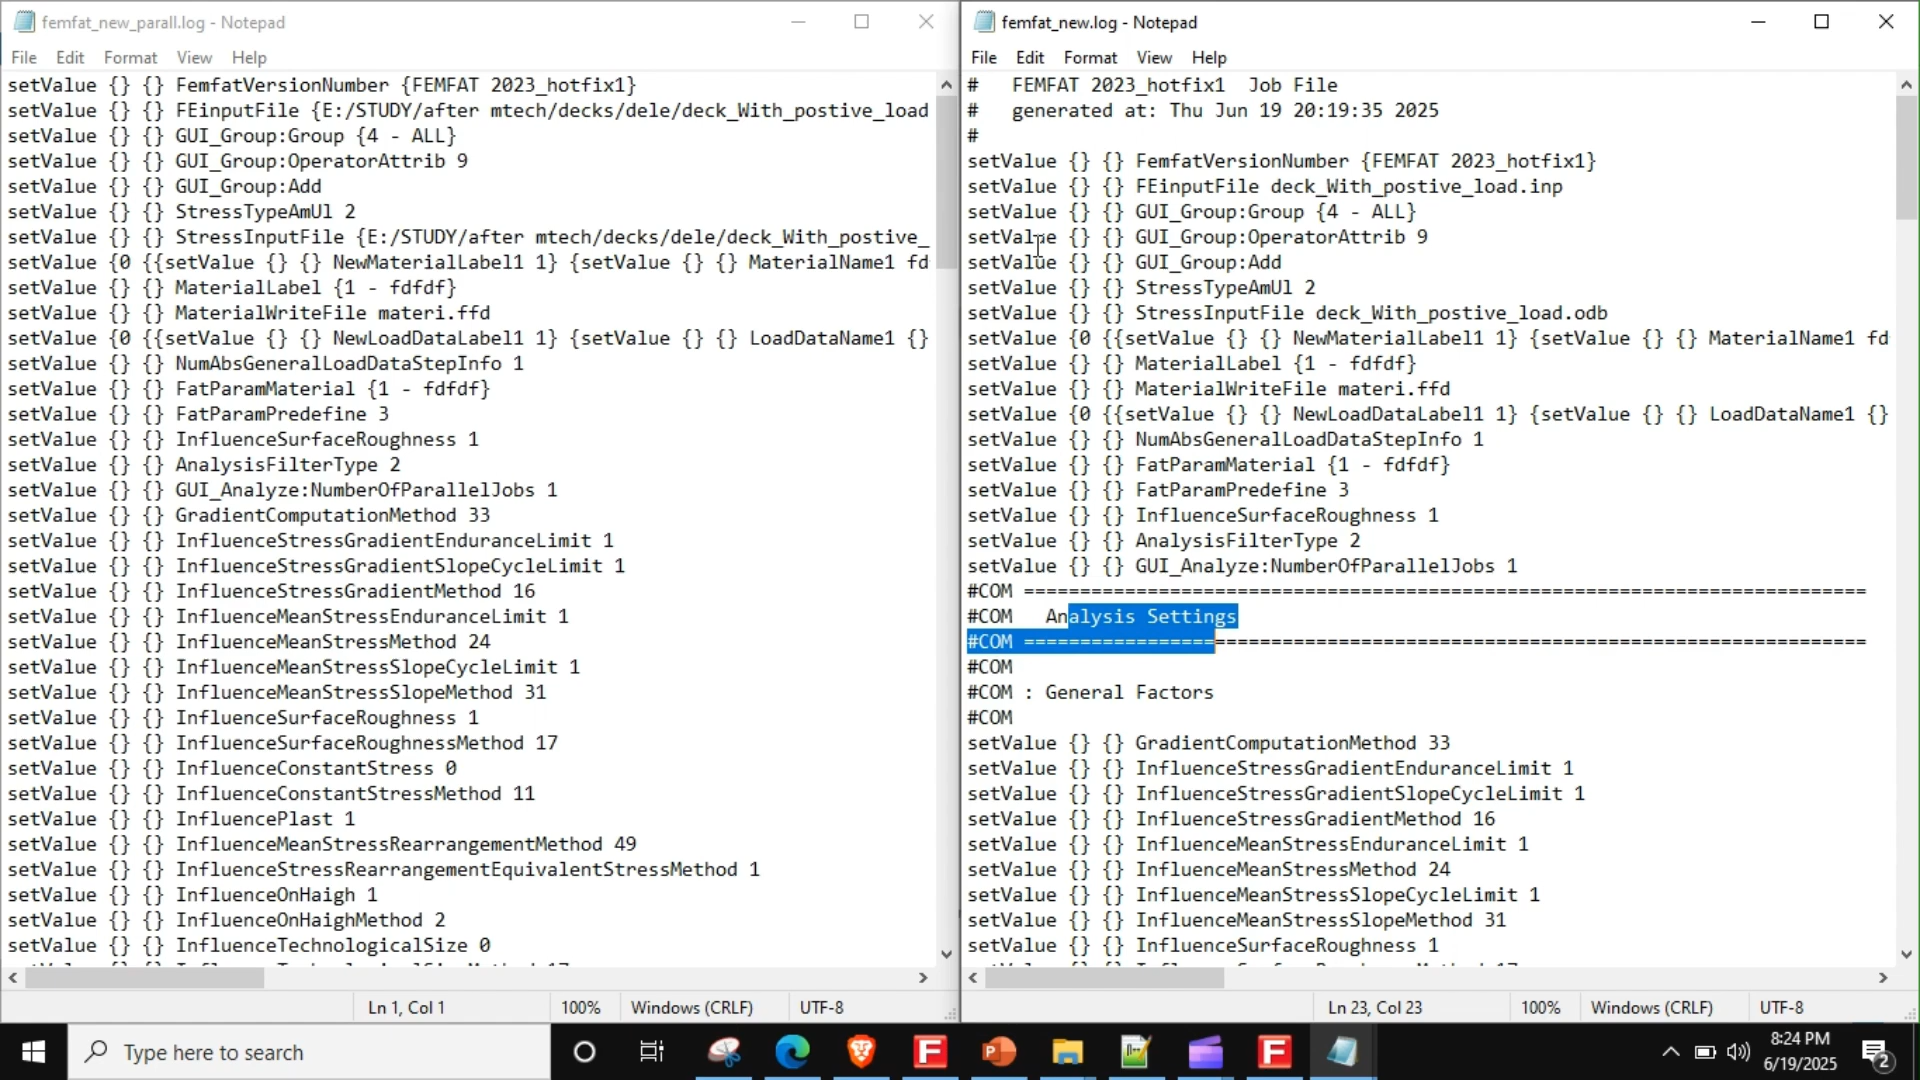 femfat_new_parall.log - Notepad
File Edit Format View Help
setValue {} {} FemfatVersionNumber {FEMFAT 2023_hotfix1}
setValue {} {} FEinputFile {E:/STUDY/after mtech/decks/dele/deck_With_postive_load
setValue {} {} GUI_Group:Group {4 - ALL}
setValue {} {} GUI_Group:OperatorAttrib 9
setValue {} {} GUI_Group:Add
setValue {} {} StressTypeAmUl 2
setValue {} {} StressInputFile {E:/STUDY/after mtech/decks/dele/deck_With_postive_
setValue {0 {{setValue {} {} NewMaterialLabel1 1} {setValue {} {} MaterialName1 fd
setValue {} {} MaterialLabel {1 - fdfdf}
setValue {} {} MaterialWriteFile materi.ffd
setValue {0 {{setValue {} {} NewLoadDataLabel1 1} {setValue {} {} LoadDataName1 {}
setValue {} {} NumAbsGeneralLoadDataStepInfo 1
setValue {} {} FatParamMaterial {1 - fdfdf}
setValue {} {} FatParamPredefine 3
setValue {} {} InfluenceSurfaceRoughness 1
setValue {} {} AnalysisFilterType 2
setValue {} {} GUI_Analyze:NumberOfParallelJobs 1
setValue {} {} GradientComputationMethod 33
setValue {} {} InfluenceStressGradientEnduranceLimit 1
setValue {} {} InfluenceStressGradientSlopeCycleLimit 1
setValue {} {} InfluenceStressGradientMethod 16
setValue {} {} InfluenceMeanStressEnduranceLimit 1
setValue {} {} InfluenceMeanStressMethod 24
setValue {} {} InfluenceMeanStressSlopeCycleLimit 1
setValue {} {} InfluenceMeanStressSlopeMethod 31
setValue {} {} InfluenceSurfaceRoughness 1
setValue {} {} InfluenceSurfaceRoughnessMethod 17
setValue {} {} InfluenceConstantStress 0
setValue {} {} InfluenceConstantStressMethod 11
setValue {} {} InfluencePlast 1
setValue {} {} InfluenceMeanStressRearrangementMethod 49
setValue {} {} InfluenceStressRearrangementEquivalentStressMethod 1
setValue {} {} InfluenceOnHaigh 1
setValue {} {} InfluenceOnHaighMethod 2
setValue {} {} InfluenceTechnologicalSize 0
Ln 1, Col 1 100% Windows (CRLF) UTF-8
femfat_new.log - Notepad
File Edit Format View Help
# FEMFAT 2023_hotfix1 Job File
# generated at: Thu Jun 19 20:19:35 2025
#
setValue {} {} FemfatVersionNumber {FEMFAT 2023_hotfix1}
setValue {} {} FEinputFile deck_With_postive_load.inp
setValue {} {} GUI_Group:Group {4 - ALL}
setValue {} {} GUI_Group:OperatorAttrib 9
setValue {} {} GUI_Group:Add
setValue {} {} StressTypeAmUl 2
setValue {} {} StressInputFile deck_With_postive_load.odb
setValue {0 {{setValue {} {} NewMaterialLabel1 1} {setValue {} {} MaterialName1 fd
setValue {} {} MaterialLabel {1 - fdfdf}
setValue {} {} MaterialWriteFile materi.ffd
setValue {0 {{setValue {} {} NewLoadDataLabel1 1} {setValue {} {} LoadDataName1 {}
setValue {} {} NumAbsGeneralLoadDataStepInfo 1
setValue {} {} FatParamMaterial {1 - fdfdf}
setValue {} {} FatParamPredefine 3
setValue {} {} InfluenceSurfaceRoughness 1
setValue {} {} AnalysisFilterType 2
setValue {} {} GUI_Analyze:NumberOfParallelJobs 1
#COM ===========================================================================
#COM Analysis Settings
#COM ===========================================================================
#COM
#COM : General Factors
#COM
setValue {} {} GradientComputationMethod 33
setValue {} {} InfluenceStressGradientEnduranceLimit 1
setValue {} {} InfluenceStressGradientSlopeCycleLimit 1
setValue {} {} InfluenceStressGradientMethod 16
setValue {} {} InfluenceMeanStressEnduranceLimit 1
setValue {} {} InfluenceMeanStressMethod 24
setValue {} {} InfluenceMeanStressSlopeCycleLimit 1
setValue {} {} InfluenceMeanStressSlopeMethod 31
setValue {} {} InfluenceSurfaceRoughness 1
Ln 23, Col 23 100% Windows (CRLF) UTF-8
Type here to search
8:24 PM
6/19/2025
2